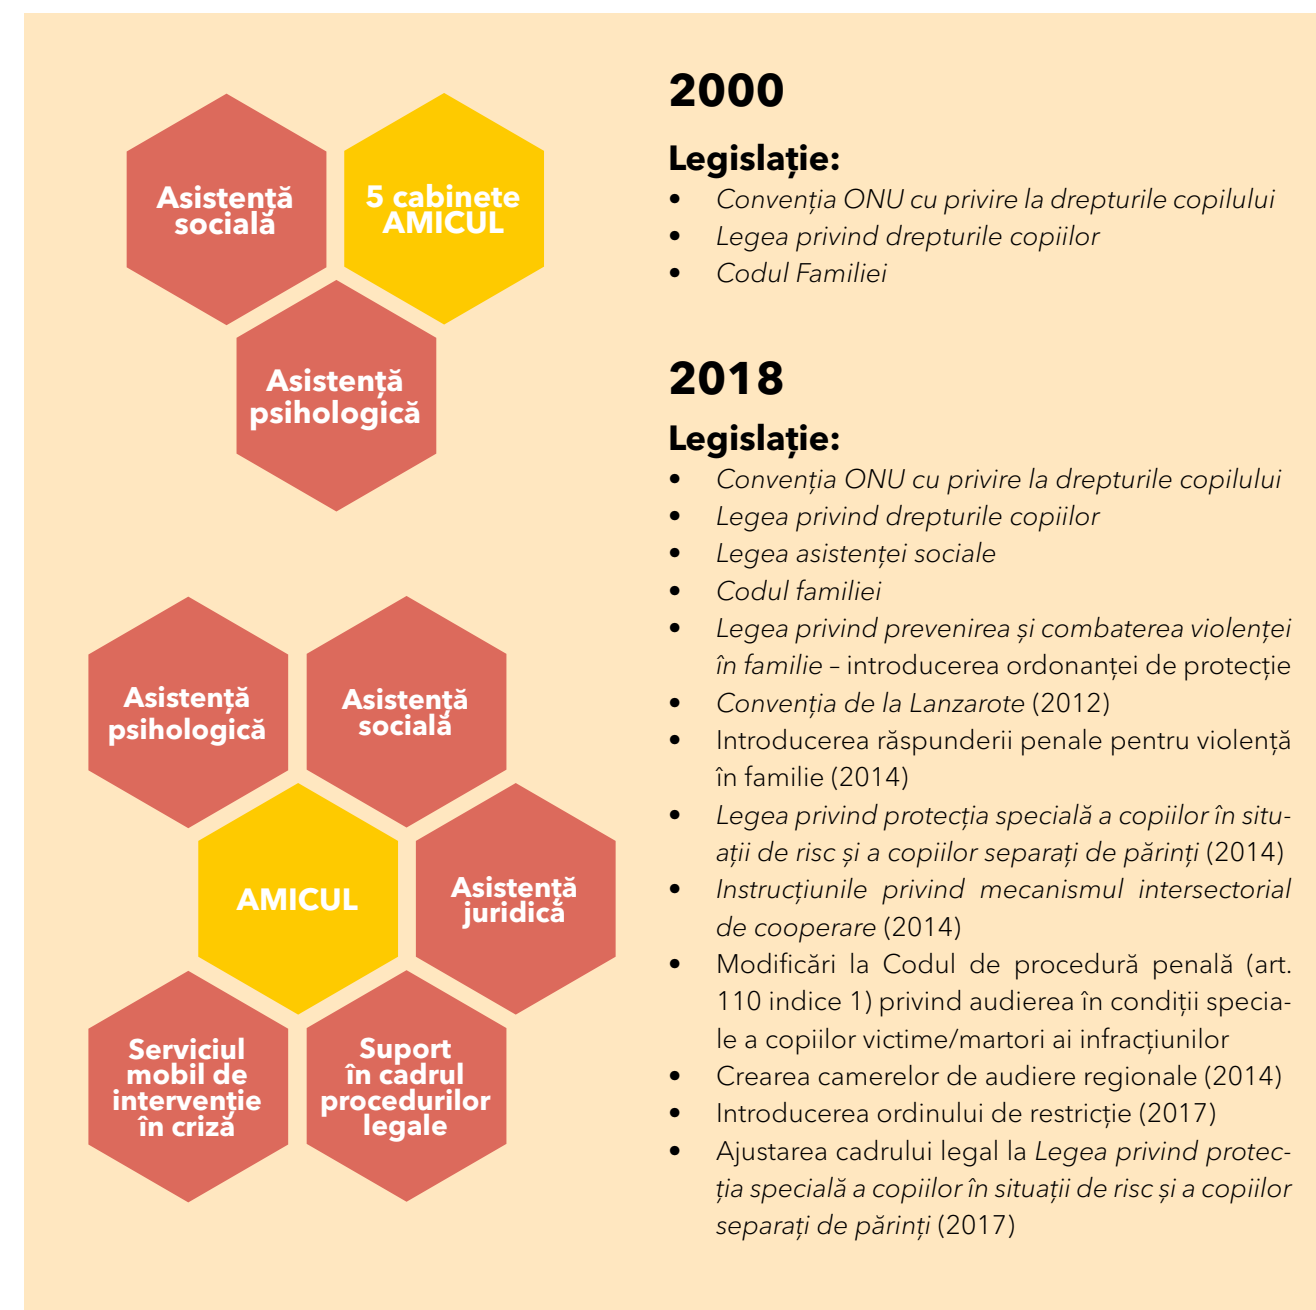 Asistență
socială
5 cabinete
AMICUL
Asistență
psihologică
2000
Legislație:
• Convenția ONU cu privire la drepturile copilului
• Legea privind drepturile copiilor
• Codul Familiei
2018
Legislație:
• Convenția ONU cu privire la drepturile copilului
• Legea privind drepturile copiilor
• Legea asistenței sociale
• Codul familiei
• Legea privind prevenirea și combaterea violenței
în familie – introducerea ordonanței de protecție
• Convenția de la Lanzarote (2012)
• Introducerea răspunderii penale pentru violență
în familie (2014)
• Legea privind protecția specială a copiilor în situ-
ații de risc și a copiilor separați de părinți (2014)
• Instrucțiunile privind mecanismul intersectorial
de cooperare (2014)
• Modificări la Codul de procedură penală (art.
110 indice 1) privind audierea în condiții specia-
le a copiilor victime/martori ai infracțiunilor
• Crearea camerelor de audiere regionale (2014)
• Introducerea ordinului de restricție (2017)
• Ajustarea cadrului legal la Legea privind protec-
ția specială a copiilor în situații de risc și a copiilor
separați de părinți (2017)
Asistență
psihologică
Asistență
socială
AMICUL
Asistență
juridică
Serviciul
mobil de
intervenție
în criză
Suport
în cadrul
procedurilor
legale